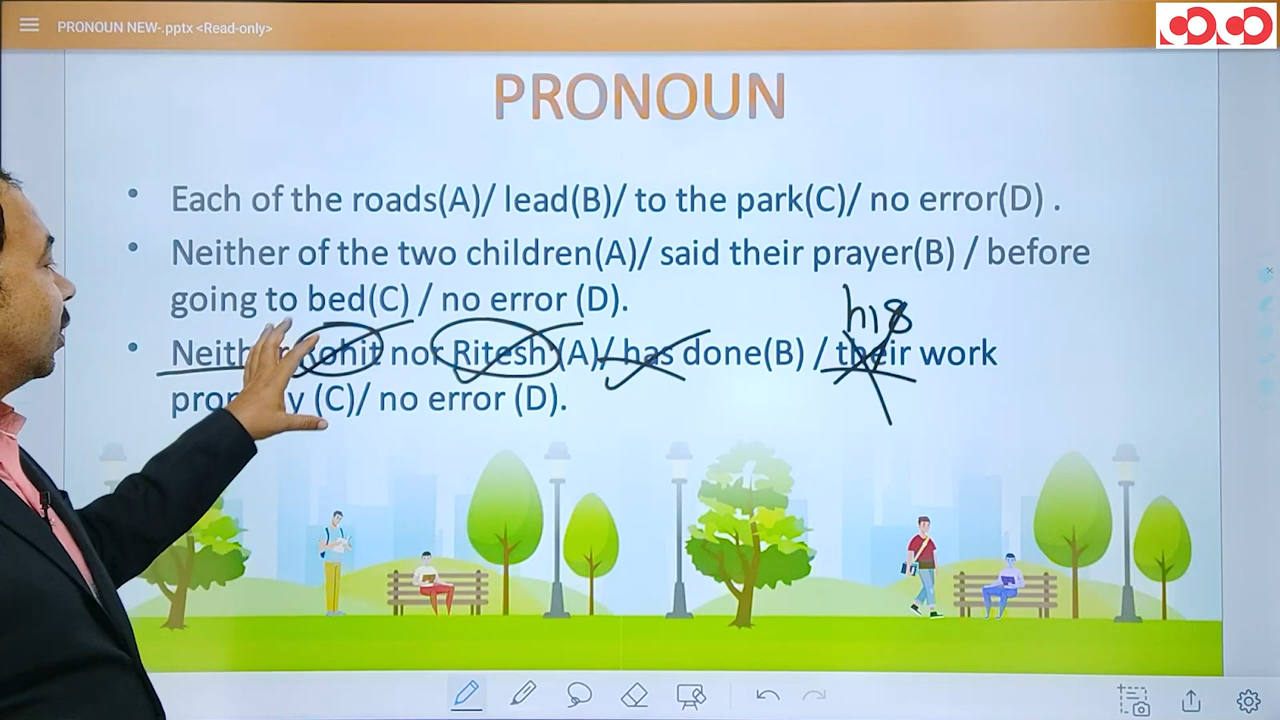 PRONOUN NEW-.pptx <Read-only>
PRONOUN
• Each of the roads(A)/ lead(B)/ to the park(C)/ no error(D) .
• Neither of the two children(A)/ said their prayer(B) / before
going to bed(C) / no error (D).
his
• Neither Rohit nor Ritesh (A)/ has done(B) / their work
(C)/ no error (D).